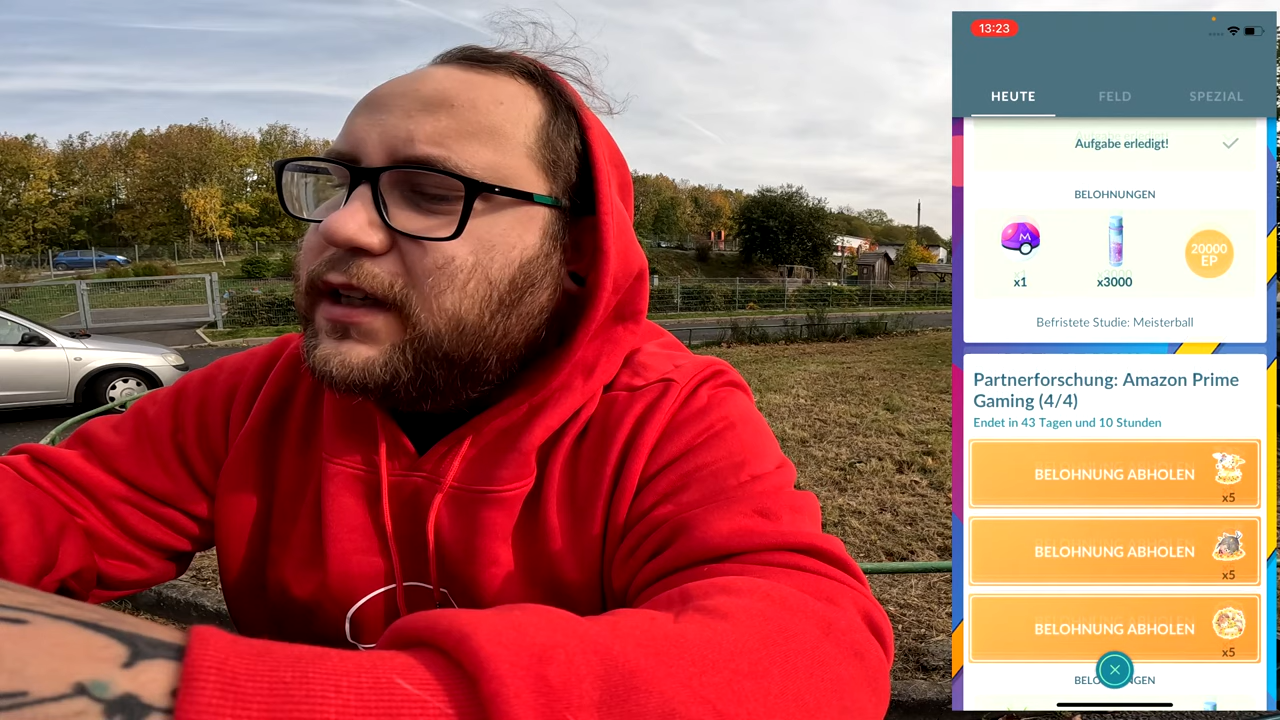 13:23
HEUTE
FELD
SPEZIAL
Aufgabe erledigt!
BELOHNUNGEN
M
20000
EP
x1
x3000
Befristete Studie: Meisterball
Partnerforschung: Amazon Prime
Gaming (4/4)
Endet in 43 Tagen und 10 Stunden
BELOHNUNG ABHOLEN
x5
BELOHNUNG ABHOLEN
x5
BELOHNUNG ABHOLEN
x5